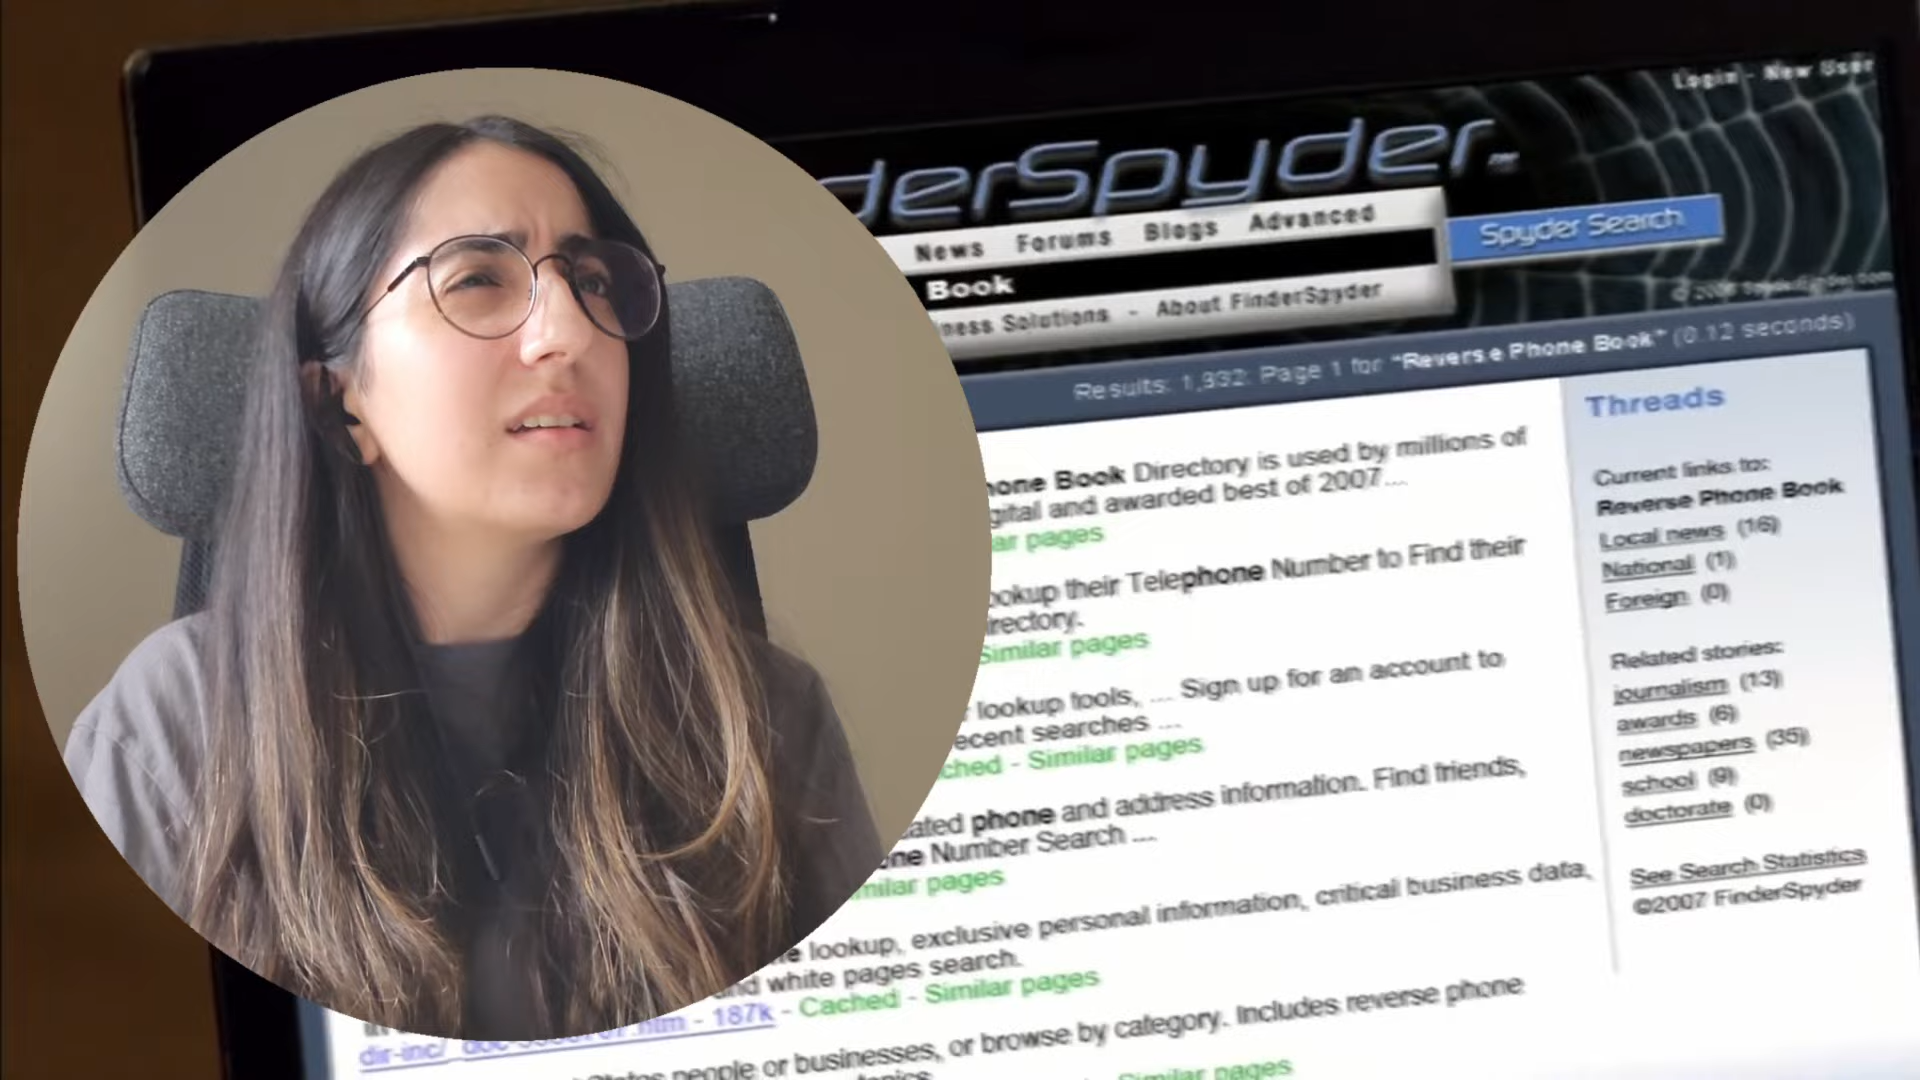 Login - New User
derSpyder
News Forums Blogs Advanced
Book
Spyder Search
ness Solutions - About FinderSpyder
Results: 1,932: Page 1 for "Reverse Phone Book" (0.12 seconds)
Threads
Current links to:
Reverse Phone Book
Local news (16)
National (1)
Foreign (0)
Related stories:
journalism (13)
awards (6)
newspapers (35)
school (9)
doctorate (0)
See Search Statistics
©2007 FinderSpyder
one Book Directory is used by millions of
gital and awarded best of 2007...
ar pages
ookup their Telephone Number to Find their
rectory.
Similar pages
lookup tools, ... Sign up for an account to
ecent searches ...
ched - Similar pages
ated phone and address information. Find friends,
one Number Search ...
milar pages
e lookup, exclusive personal information, critical business data,
nd white pages search.
- 187k - Cached - Similar pages
dir-inc/
people or businesses, or browse by category. Includes reverse phone
Similar pages